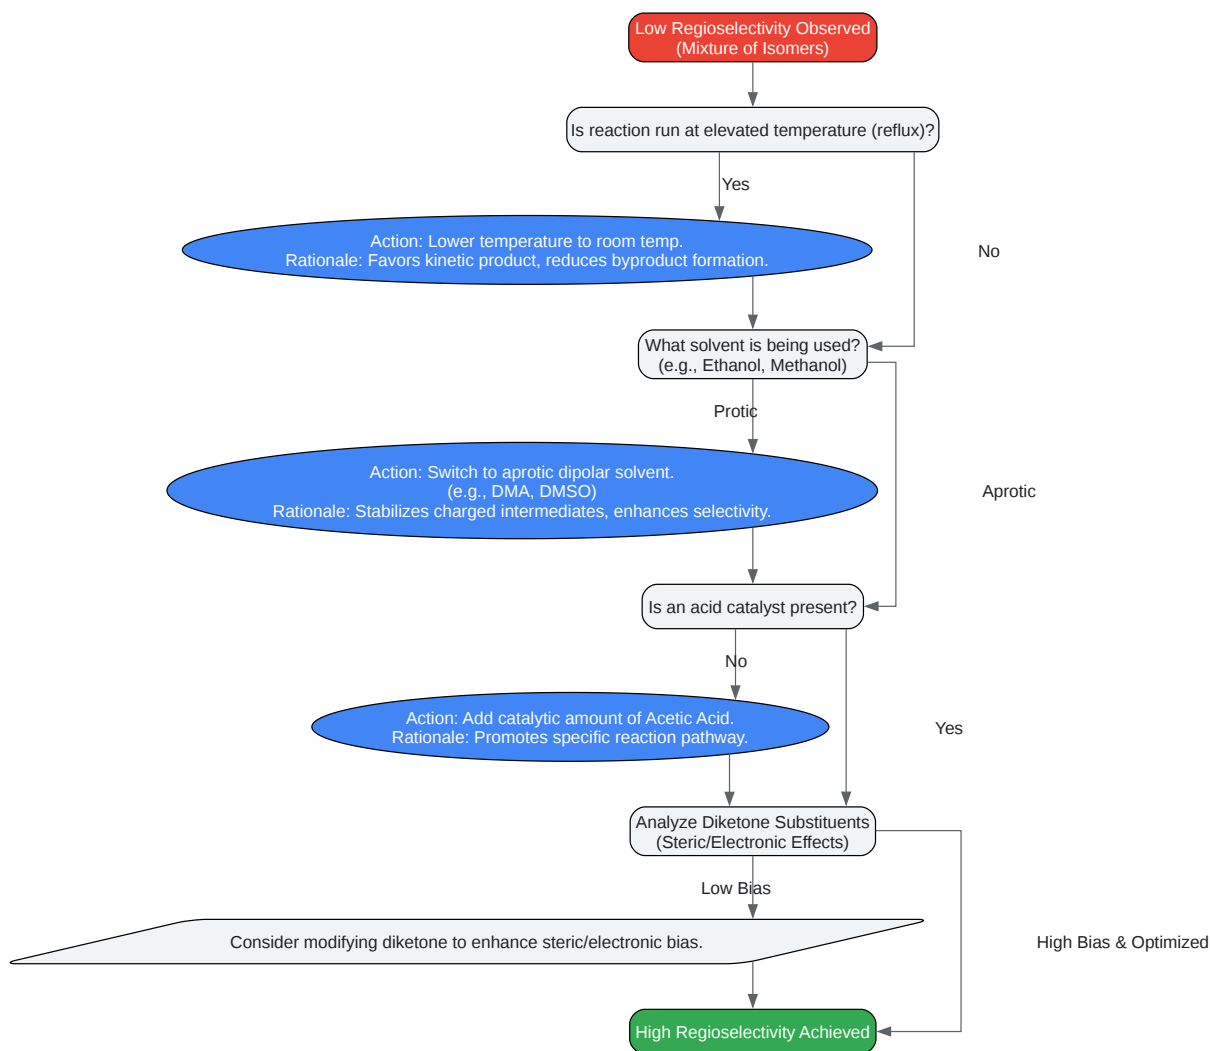 Low Regioselectivity Observed
(Mixture of Isomers)
Is reaction run at elevated temperature (reflux)?
Yes
Action: Lower temperature to room temp.
Rationale: Favors kinetic product, reduces byproduct formation.
No
What solvent is being used?
(e.g., Ethanol, Methanol)
Protic
Action: Switch to aprotic dipolar solvent.
(e.g., DMA, DMSO)
Rationale: Stabilizes charged intermediates, enhances selectivity.
Aprotic
Is an acid catalyst present?
No
Action: Add catalytic amount of Acetic Acid.
Rationale: Promotes specific reaction pathway.
Yes
Analyze Diketone Substituents
(Steric/Electronic Effects)
Low Bias
Consider modifying diketone to enhance steric/electronic bias.
High Bias & Optimized
High Regioselectivity Achieved